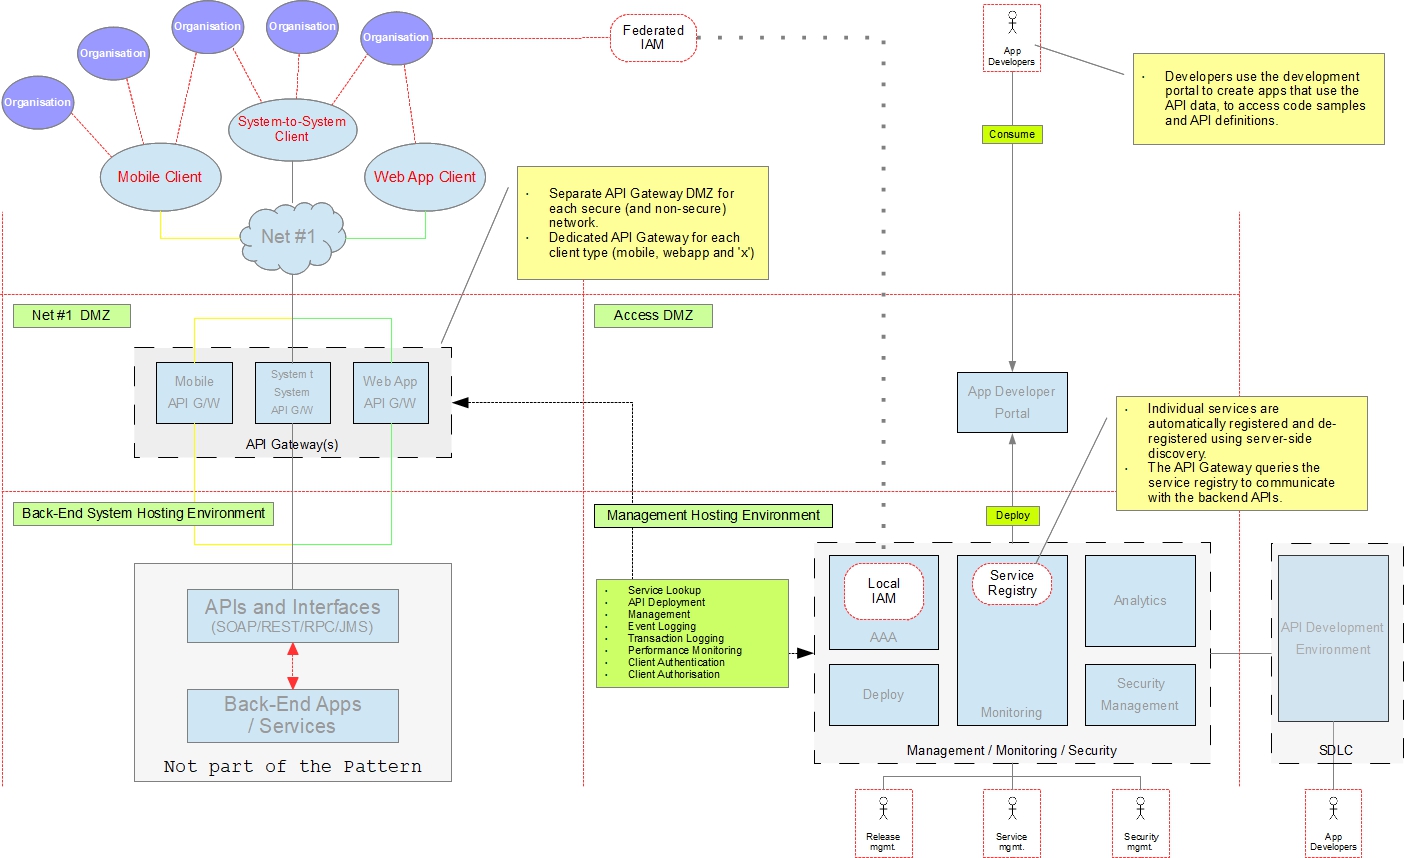 Organisation
Organisation
Organisation
Organisation
Organisation
Federated
IAM
App
Developers
· Developers use the development
portal to create apps that use the
API data, to access code samples
and API definitions.
Consume
System-to-System
Client
Mobile Client
Web App Client
Net #1
· Separate API Gateway DMZ for
each secure (and non-secure)
network.
· Dedicated API Gateway for each
client type (mobile, webapp and 'x')
Net #1 DMZ
Access DMZ
Mobile
API G/W
System t
System
API G/W
Web App
API G/W
API Gateway(s)
App Developer
Portal
· Individual services are
automatically registered and de-
registered using server-side
discovery.
· The API Gateway queries the
service registry to communicate
with the backend APIs.
Back-End System Hosting Environment
Management Hosting Environment
Deploy
APIs and Interfaces
(SOAP/REST/RPC/JMS)
Back-End Apps
/ Services
Not part of the Pattern
· Service Lookup
· API Deployment
· Management
· Event Logging
· Transaction Logging
· Performance Monitoring
· Client Authentication
· Client Authorisation
Local
IAM
AAA
Service
Registry
Monitoring
Analytics
Deploy
Security
Management
Management / Monitoring / Security
API Development
Environment
SDLC
Release
mgmt.
Service
mgmt.
Security
mgmt.
App
Developers